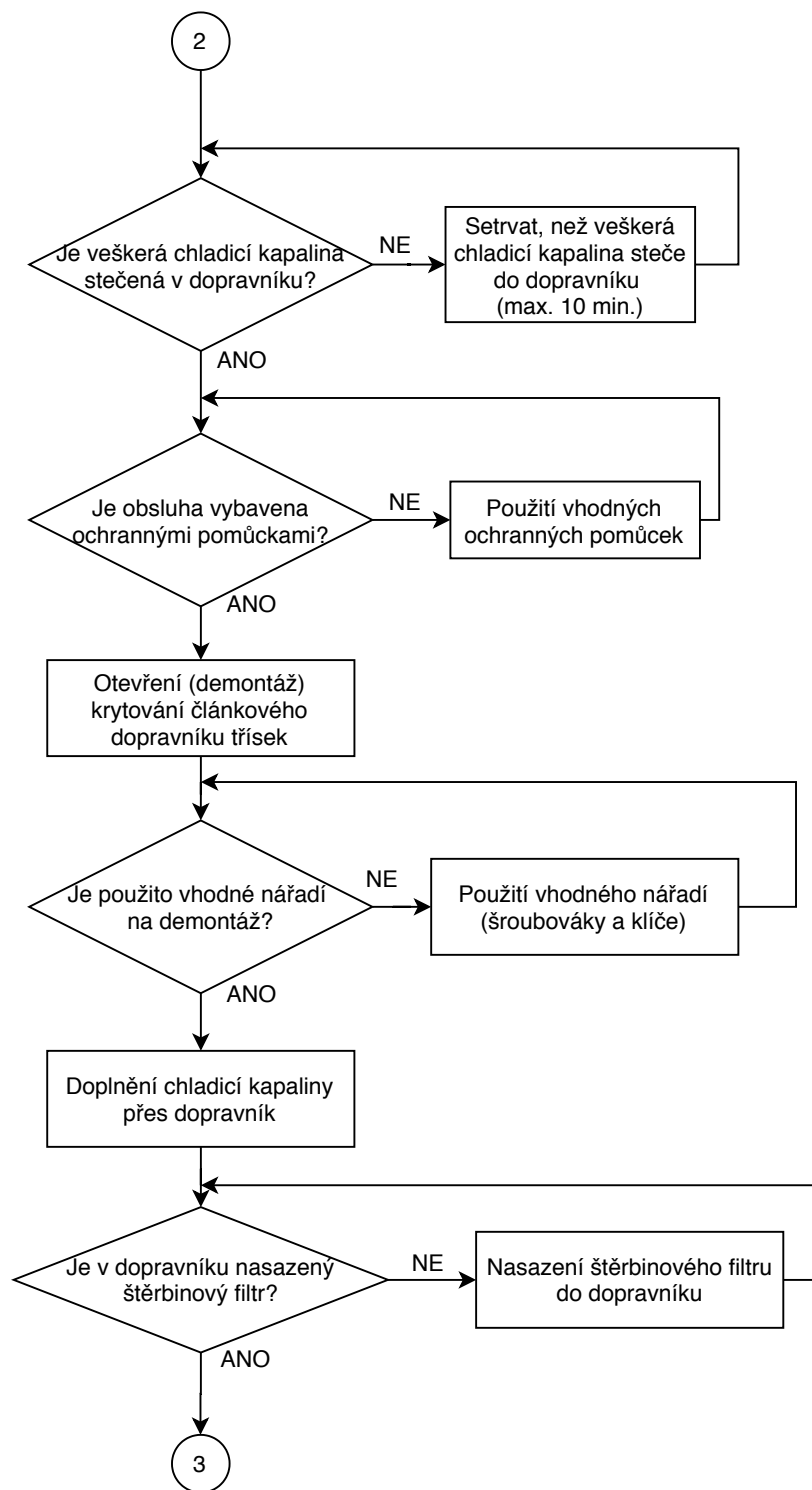 2
Je veškerá chladicí kapalina
stečená v dopravníku?
NE
Setrvat, než veškerá
chladicí kapalina steče
do dopravníku
(max. 10 min.)
ANO
Je obsluha vybavena
ochrannými pomůckami?
NE
Použití vhodných
ochranných pomůcek
ANO
Otevření (demontáž)
krytování článkového
dopravníku třísek
Je použito vhodné nářadí
na demontáž?
NE
Použití vhodného nářadí
(šroubováky a klíče)
ANO
Doplnění chladicí kapaliny
přes dopravník
Je v dopravníku nasazený
štěrbinový filtr?
NE
Nasazení štěrbinového filtru
do dopravníku
ANO
3